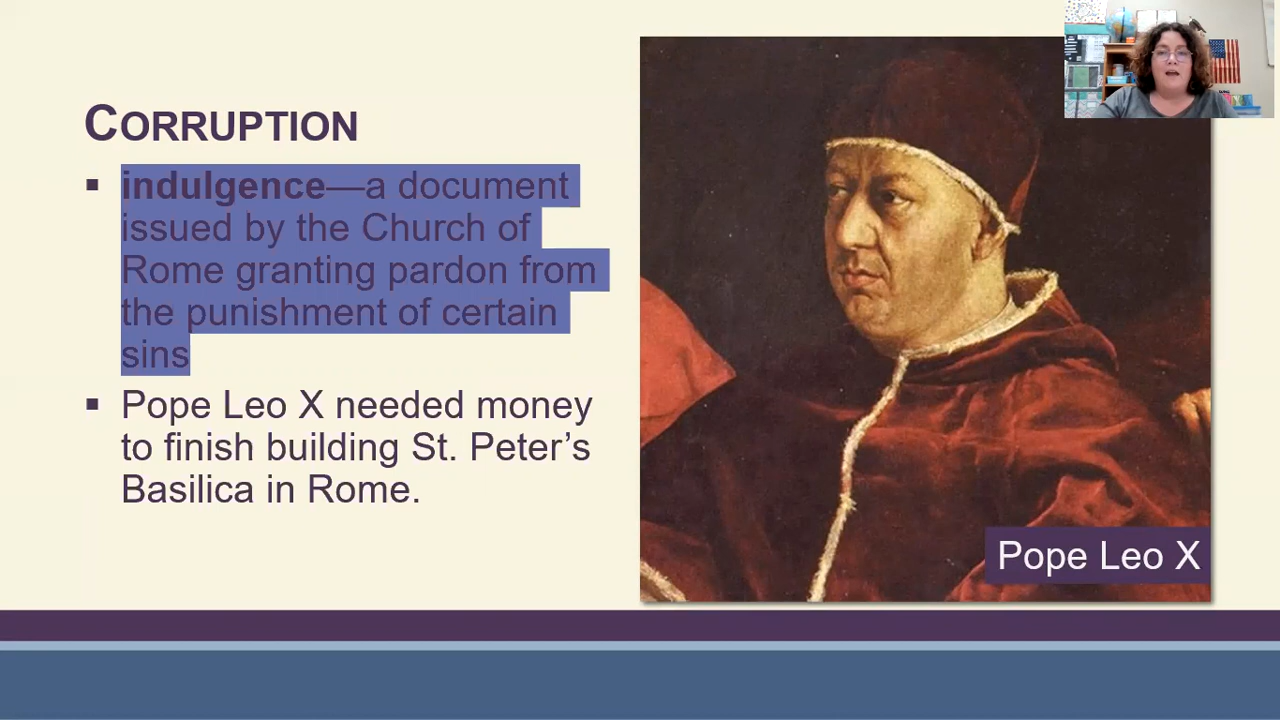 CORRUPTION
▪ indulgence—a document
issued by the Church of
Rome granting pardon from
the punishment of certain
sins
▪ Pope Leo X needed money
to finish building St. Peter’s
Basilica in Rome.
Pope Leo X